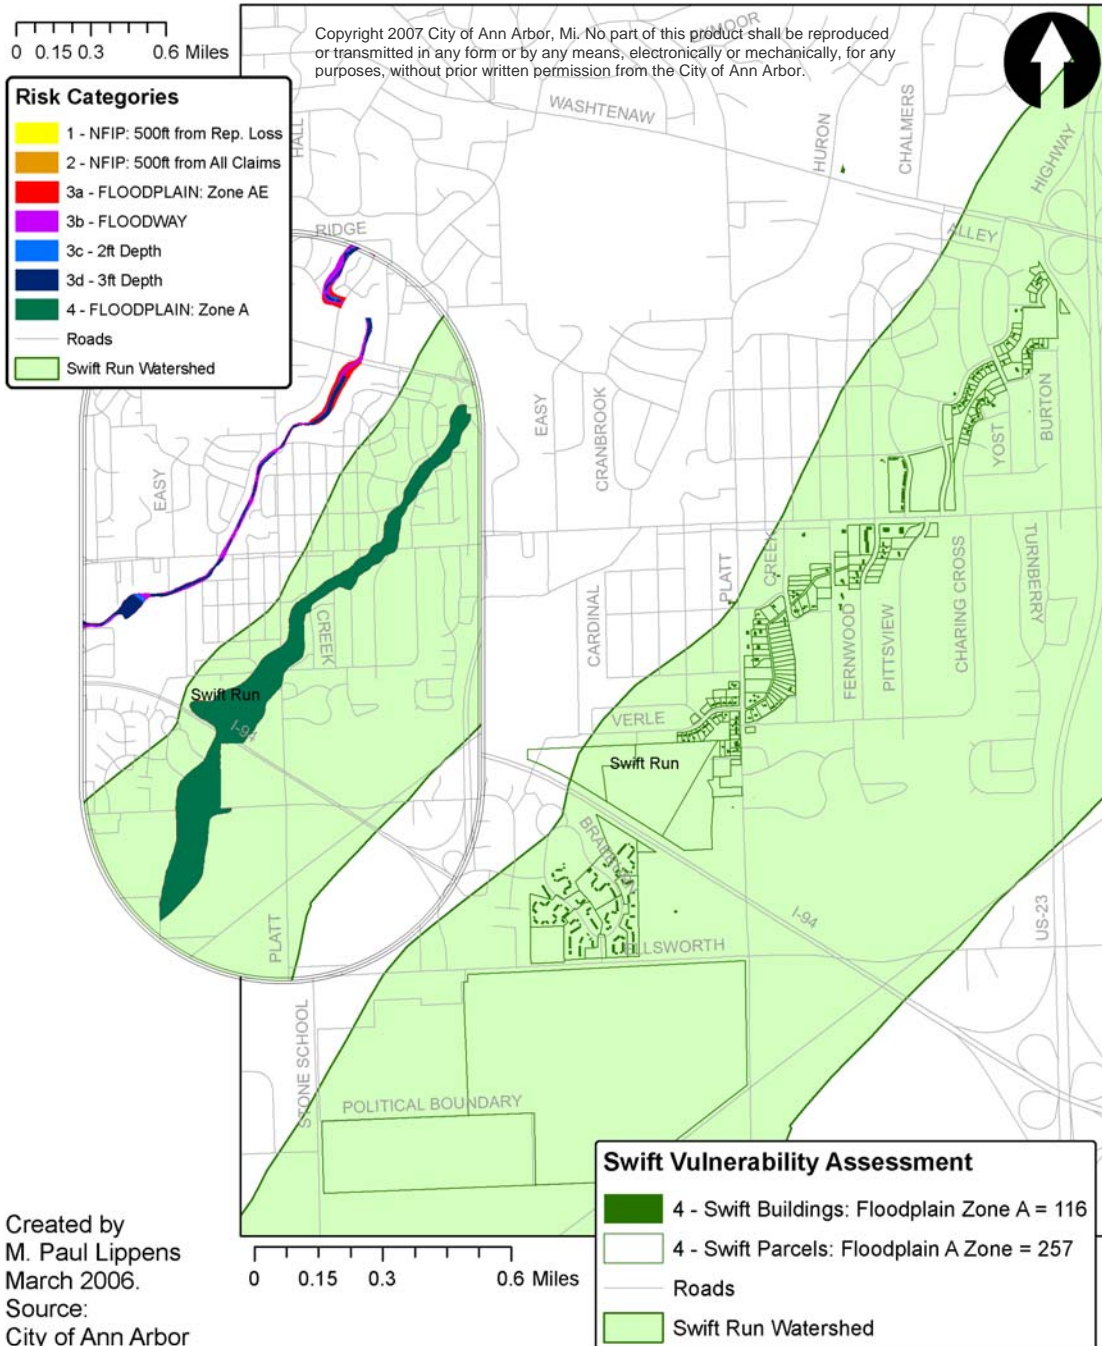 0 0.15 0.3 0.6 Miles
Copyright 2007 City of Ann Arbor, Mi. No part of this product shall be reproduced
or transmitted in any form or by any means, electronically or mechanically, for any
purposes, without prior written permission from the City of Ann Arbor.
Risk Categories
1 - NFIP: 500ft from Rep. Loss
2 - NFIP: 500ft from All Claims
3a - FLOODPLAIN: Zone AE
3b - FLOODWAY
3c - 2ft Depth
3d - 3ft Depth
4 - FLOODPLAIN: Zone A
Roads
Swift Run Watershed
WASHTENAW
HALL
HURON
CHALMERS
HIGHWAY
RIDGE
ALLEY
EASY
CRANBROOK
YOST
BURTON
EASY
CREEK
PLATT
CREEK
CARDINAL
FERNWOOD
PITTSVIEW
CHARING CROSS
TURNBERRY
Swift Run
I-94
VERLE
Swift Run
I-94
US-23
PLATT
ELLSWORTH
STONE SCHOOL
POLITICAL BOUNDARY
Swift Vulnerability Assessment
4 - Swift Buildings: Floodplain Zone A = 116
4 - Swift Parcels: Floodplain A Zone = 257
Roads
Swift Run Watershed
0 0.15 0.3 0.6 Miles
Created by
M. Paul Lippens
March 2006.
Source:
City of Ann Arbor